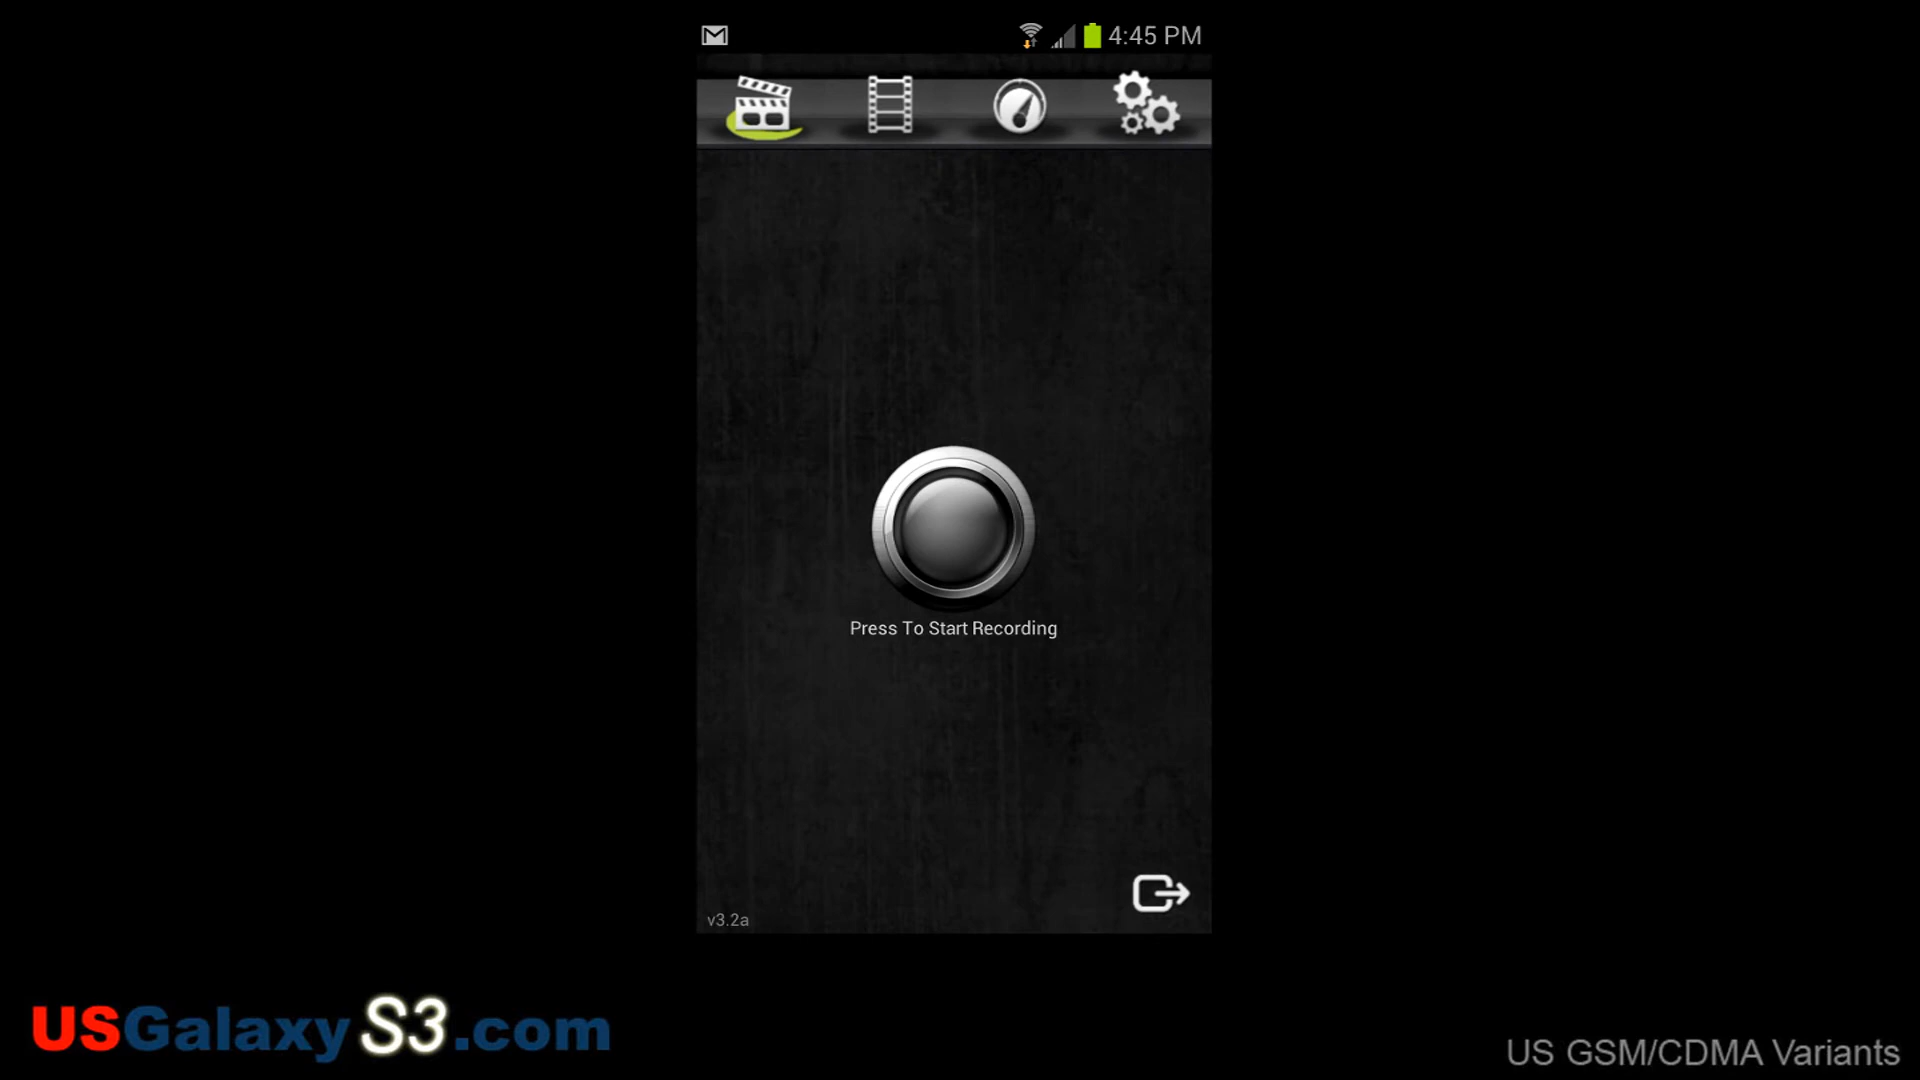 4:45 PM
Press To Start Recording
v3.2a
USGalaxyS3.com
US GSM/CDMA Variants